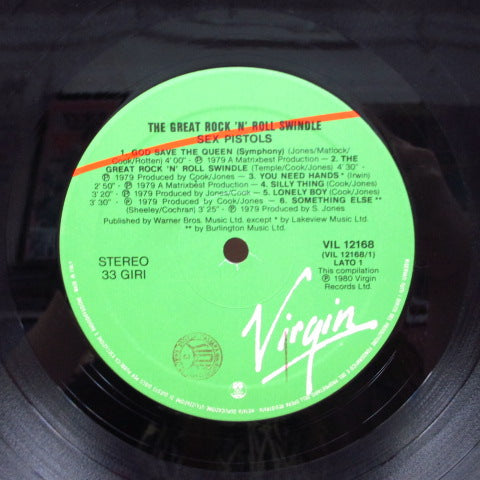 THE GREAT ROCK 'N' ROLL SWINDLE
SEX PISTOLS
1. GOD SAVE THE QUEEN (Symphony) (Jones/Matlock/
Cook/Rotten) 4'00" - ℗ 1979 A Matrixbest Production - 2. THE
GREAT ROCK 'N' ROLL SWINDLE (Temple/Cook/Jones) 4'30" -
℗ 1979 Produced by Cook/Jones - 3. YOU NEED HANDS* (Irwin)
2'50" - ℗ 1979 A Matrixbest Production - 4. SILLY THING (Cook/Jones)
℗ 1979 Produced by Cook/Jones - 5. LONELY BOY (Cook/Jones)
3'30" - ℗ 1979 Produced by Cook/Jones - 6. SOMETHING ELSE**
(Sheeley/Cochran) 3'25" - ℗ 1979 Produced by S. Jones
Published by Warner Bros. Music Ltd. except * by Lakeview Music Ltd.
** by Burlington Music Ltd.
STEREO
33 GIRI
VIL 12168
(VIL 12168/1)
LATO 1
This compilation
℗ 1980 Virgin
Records Ltd.
Virgin